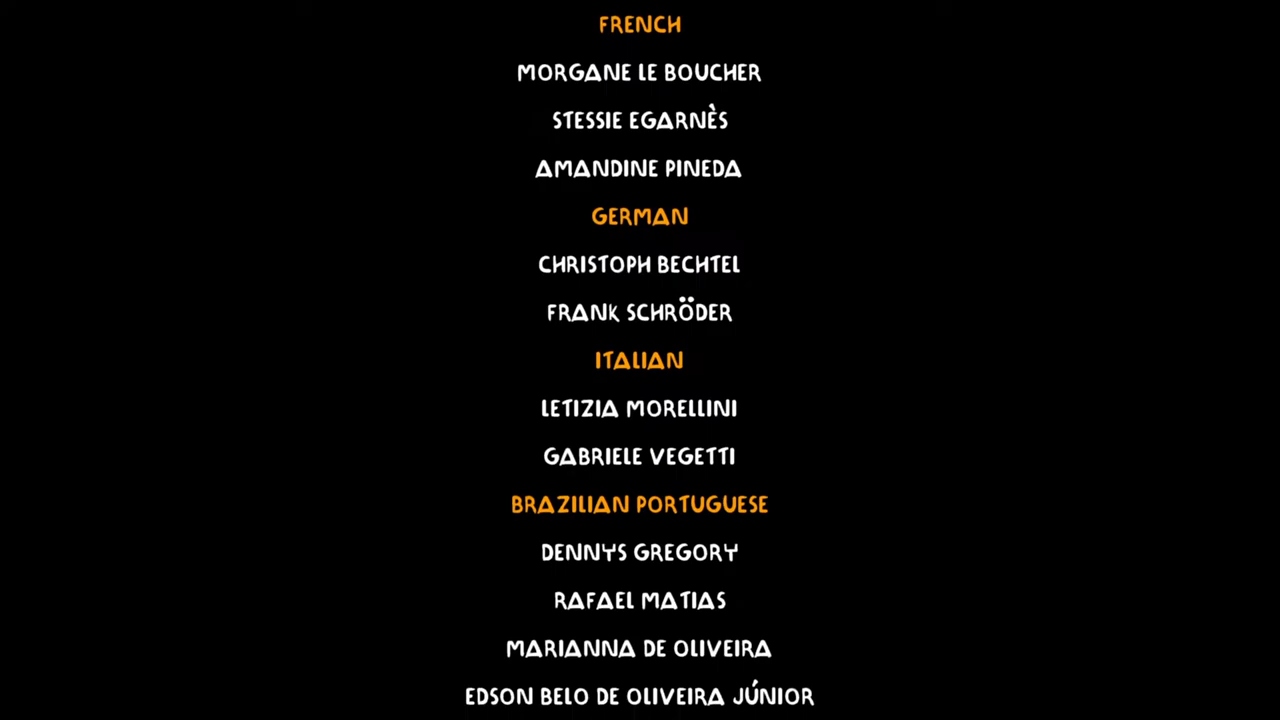 FRENCH
MORGANE LE BOUCHER
STESSIE EGARNÈS
AMANDINE PINEDA
GERMAN
CHRISTOPH BECHTEL
FRANK SCHRÖDER
ITALIAN
LETIZIA MORELLINI
GABRIELE VEGETTI
BRAZILIAN PORTUGUESE
DENNYS GREGORY
RAFAEL MATIAS
MARIANNA DE OLIVEIRA
EDSON BELO DE OLIVEIRA JÚNIOR